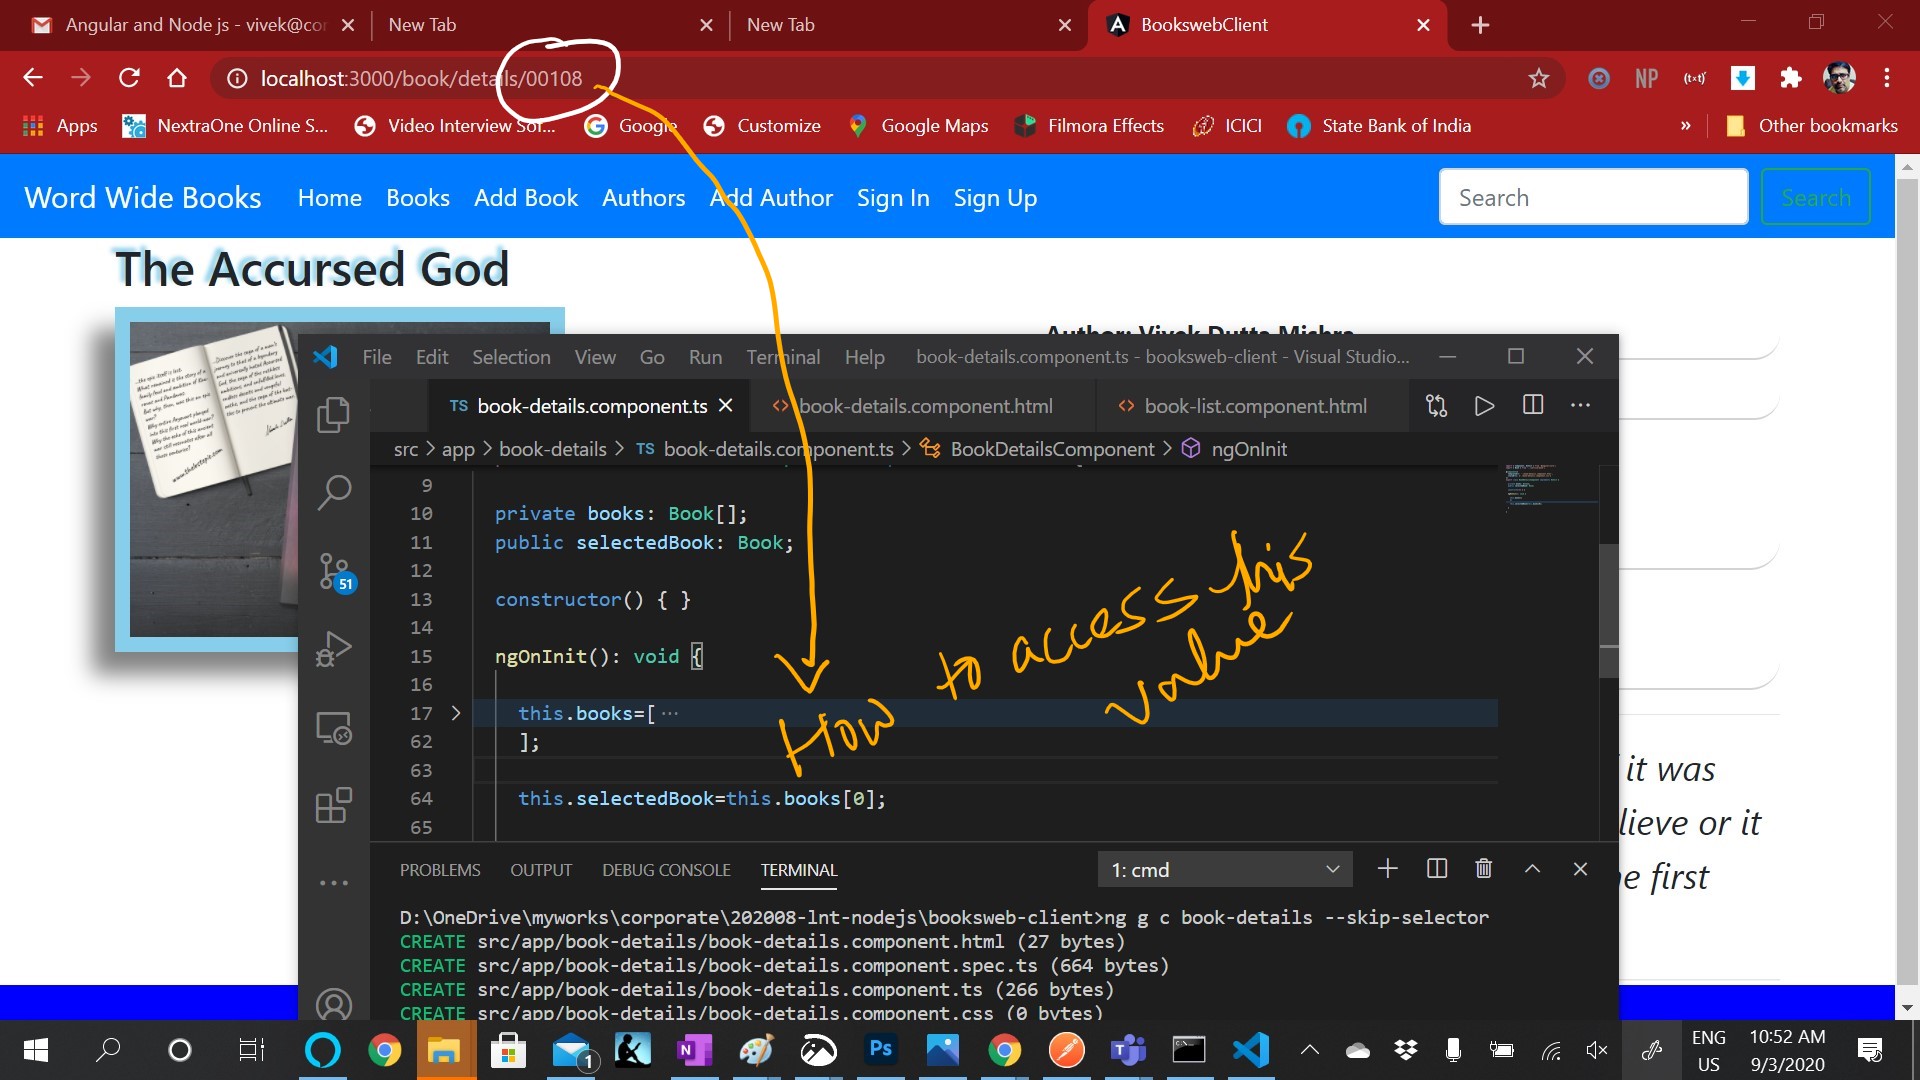 Angular and Node js - vivek@cor
New Tab
New Tab
BookswebClient
localhost:3000/book/details/00108
NP
Apps
NextraOne Online S...
Video Interview Sof...
Google
Customize
Google Maps
Filmora Effects
ICICI
State Bank of India
»
Other bookmarks
Word Wide Books
Home
Books
Add Book
Authors
Add Author
Sign In
Sign Up
Search
Search
The Accursed God
Author: Vivek Dutta Mishra
File
Edit
Selection
View
Go
Run
Terminal
Help
book-details.component.ts - booksweb-client - Visual Studio...
TS book-details.component.ts
<> book-details.component.html
<> book-list.component.html
src > app > book-details > TS book-details.component.ts > BookDetailsComponent > ngOnInit
9
10 private books: Book[];
11 public selectedBook: Book;
12
13 constructor() { }
14
15 ngOnInit(): void {
16
17 this.books=[ ...
62 ];
63
64 this.selectedBook=this.books[0];
65
51
How to access this
value
it was
lieve or it
e first
PROBLEMS
OUTPUT
DEBUG CONSOLE
TERMINAL
1: cmd
D:\OneDrive\myworks\corporate\202008-lnt-nodejs\booksweb-client>ng g c book-details --skip-selector
CREATE src/app/book-details/book-details.component.html (27 bytes)
CREATE src/app/book-details/book-details.component.spec.ts (664 bytes)
CREATE src/app/book-details/book-details.component.ts (266 bytes)
CREATE src/app/book-details/book-details.component.css (0 bytes)
1
Ps
ENG
US
10:52 AM
9/3/2020